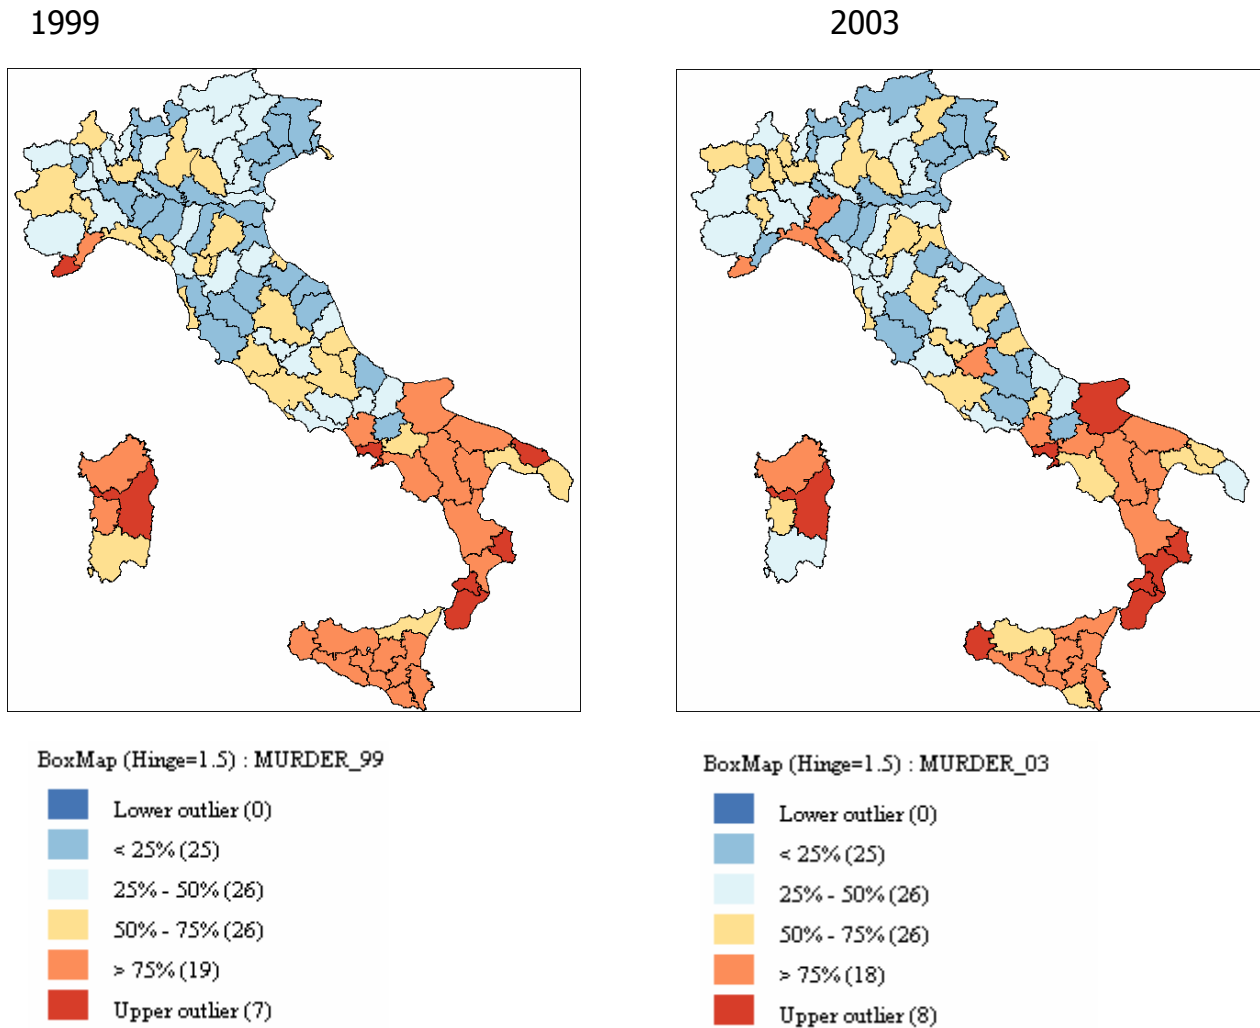 1999
2003
BoxMap (Hinge=1.5) : MURDER_99
Lower outlier (0)
< 25% (25)
25% - 50% (26)
50% - 75% (26)
> 75% (19)
Upper outlier (7)
BoxMap (Hinge=1.5) : MURDER_03
Lower outlier (0)
< 25% (25)
25% - 50% (26)
50% - 75% (26)
> 75% (18)
Upper outlier (8)